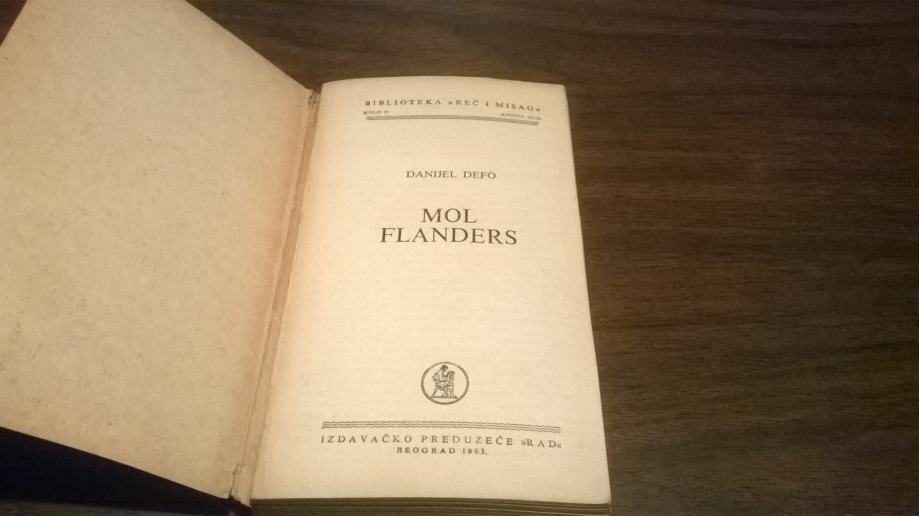 BIBLIOTEKA »REČ I MISAO«
DANIJEL DEFO
MOL
FLANDERS
IZDAVAČKO PREDUZEĆE »RAD«
BEOGRAD 1963.